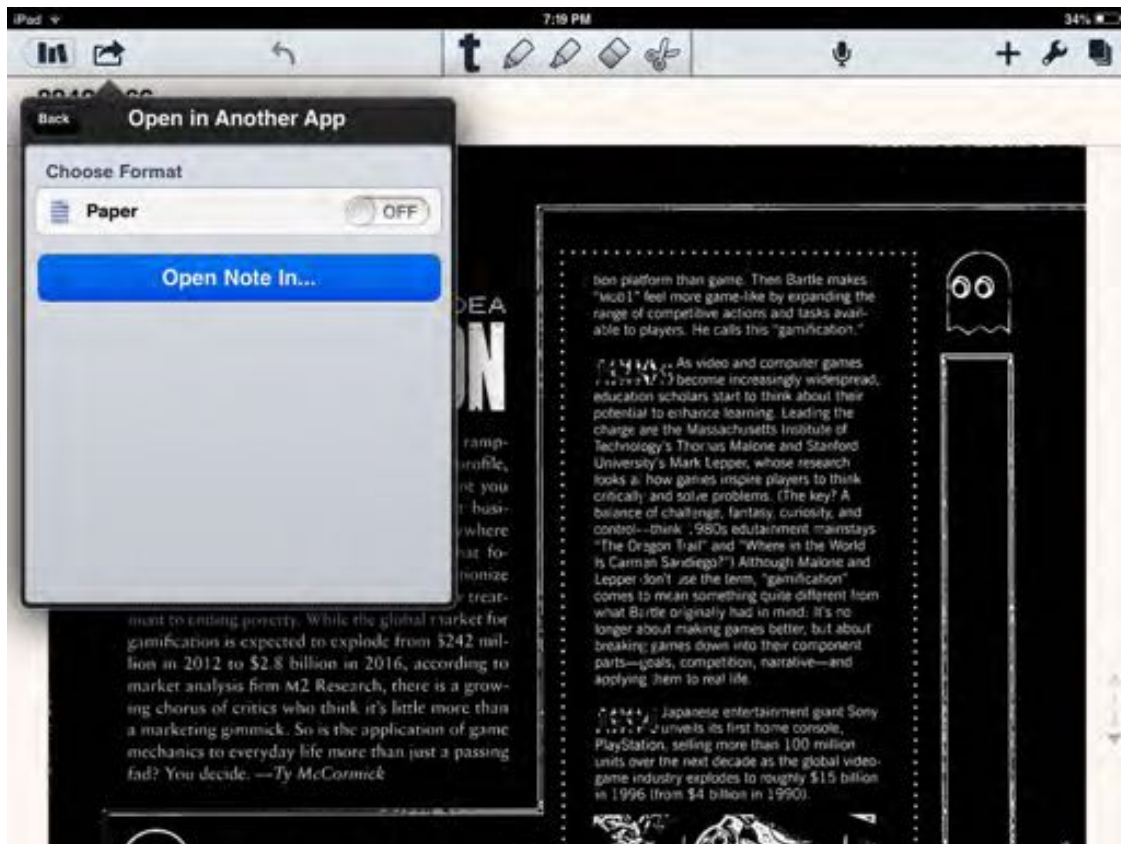 iPad
7:19 PM
34%
t
Back
Open in Another App
Choose Format
Paper
OFF
Open Note In...
DEA
ON
ramp-
profile,
nt you
t busi-
ywhere
hat fo-
tionize
treat-
ment to ending poverty. While the global market for
gamification is expected to explode from $242 mil-
lion in 2012 to $2.8 billion in 2016, according to
market analysis firm M2 Research, there is a grow-
ing chorus of critics who think it's little more than
a marketing gimmick. So is the application of game
mechanics to everyday life more than just a passing
fad? You decide. —Ty McCormick
tion platform than game. Then Bartle makes
"MUD1" feel more game-like by expanding the
range of competitive actions and tasks avail-
able to players. He calls this "gamification."
As video and computer games
become increasingly widespread,
education scholars start to think about their
potential to enhance learning. Leading the
charge are the Massachusetts Institute of
Technology's Thomas Malone and Stanford
University's Mark Lepper, whose research
looks at how games inspire players to think
critically and solve problems. (The key? A
balance of challenge, fantasy, curiosity, and
control--think 1980s edutainment mainstays
"The Oregon Trail" and "Where in the World
Is Carmen Sandiego?") Although Malone and
Lepper don't use the term, "gamification"
comes to mean something quite different from
what Bartle originally had in mind: It's no
longer about making games better, but about
breaking games down into their component
parts—goals, competition, narrative—and
applying them to real life.
Japanese entertainment giant Sony
unveils its first home console,
PlayStation, selling more than 100 million
units over the next decade as the global video-
game industry explodes to roughly $15 billion
in 1996 (from $4 billion in 1990).